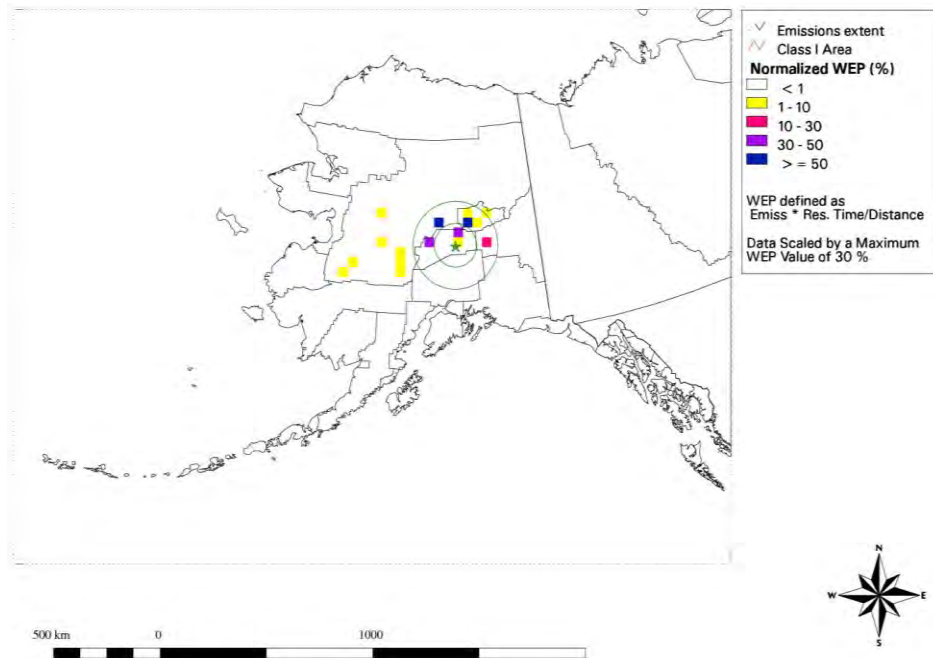 Emissions extent
Class I Area
Normalized WEP (%)
< 1
1 - 10
10 - 30
30 - 50
> = 50
WEP defined as
Emiss * Res. Time/Distance
Data Scaled by a Maximum
WEP Value of 30 %
N
W E
S
500 km 0 1000